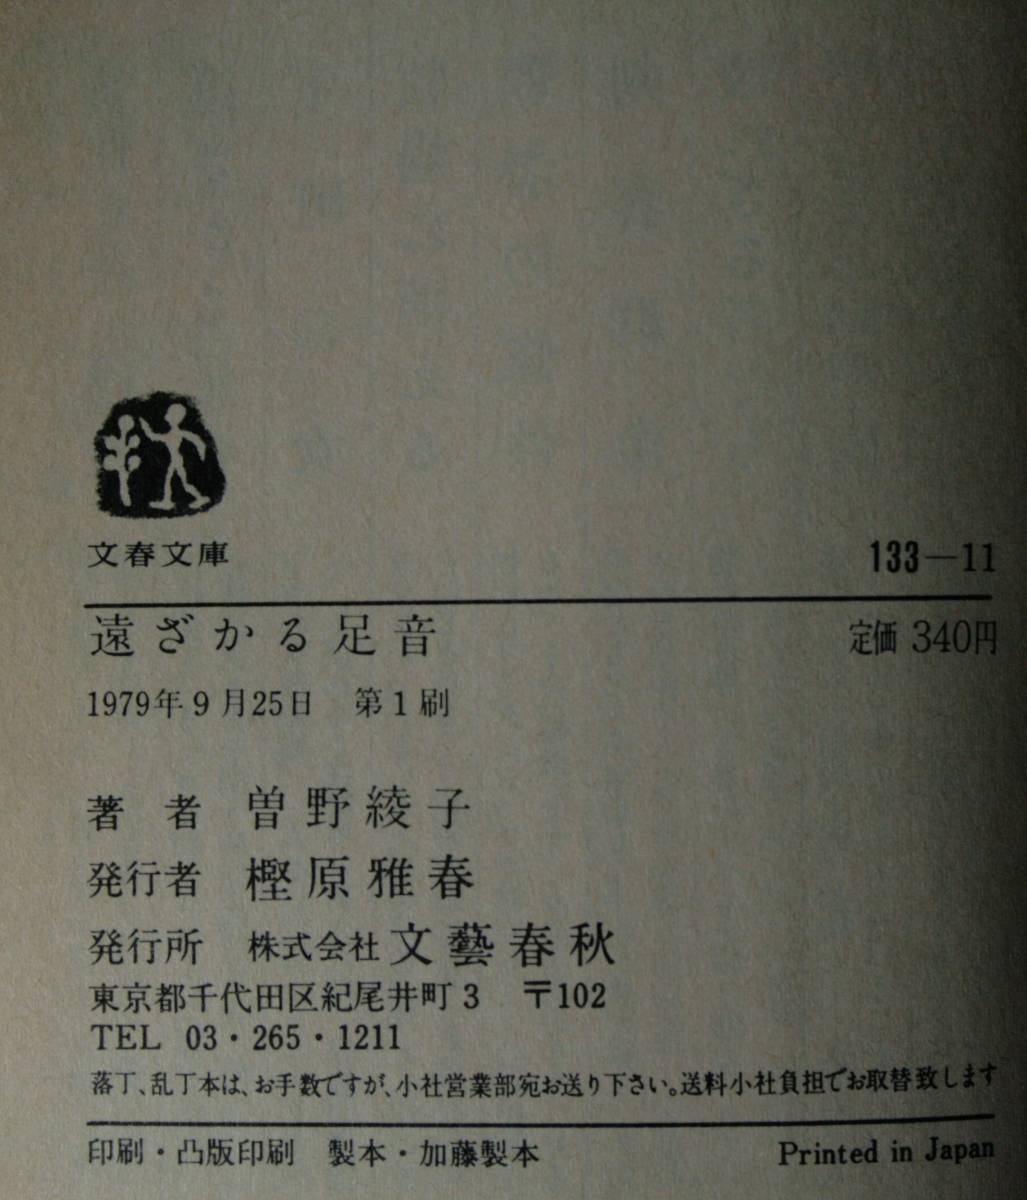 文春文庫
133—11
遠ざかる足音
定価 340円
1979年9月25日 第1刷
著 者 曽野綾子
発行者 樫原雅春
発行所 株式会社 文藝春秋
東京都千代田区紀尾井町3 〒102
TEL 03・265・1211
落丁、乱丁本は、お手数ですが、小社営業部宛お送り下さい。送料小社負担でお取替致します
印刷・凸版印刷 製本・加藤製本
Printed in Japan